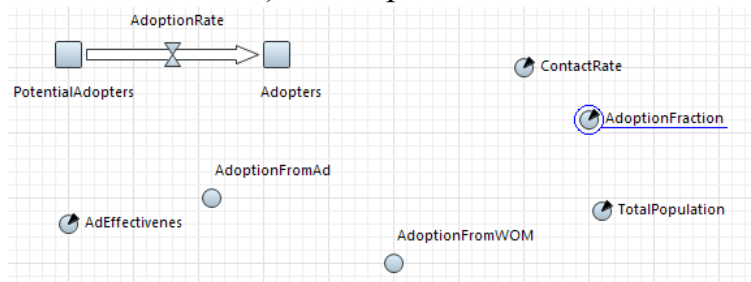 AdoptionRate
PotentialAdopters
Adopters
ContactRate
AdoptionFraction
AdoptionFromAd
AdEffectivenes
TotalPopulation
AdoptionFromWOM